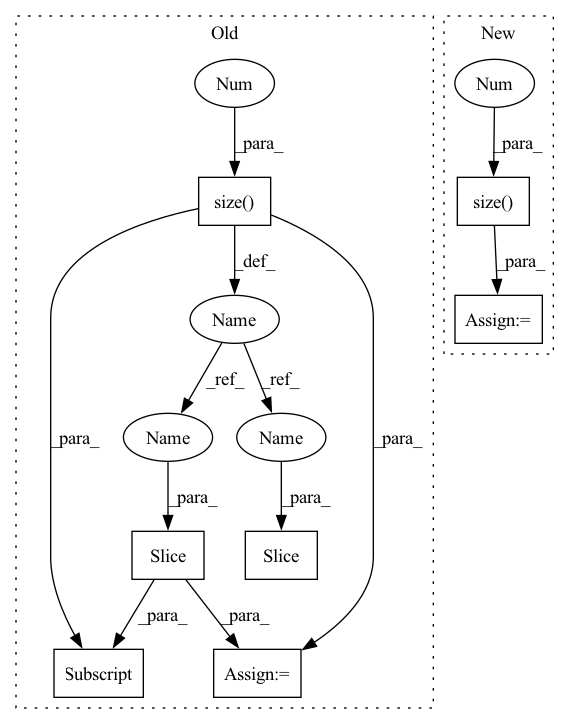 Old
New
Num
Num
_para_
_para_
size()
size()
_def_
_para_
Name
Assign:=
_ref_
_ref_
_para_
_para_
Name
Name
_para_
_para_
Slice
Slice
_para_
_para_
Subscript
Assign:=